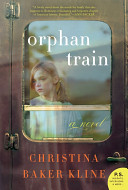 orphan
train
a novel
CHRISTINA
BAKER KLINE
P.S.